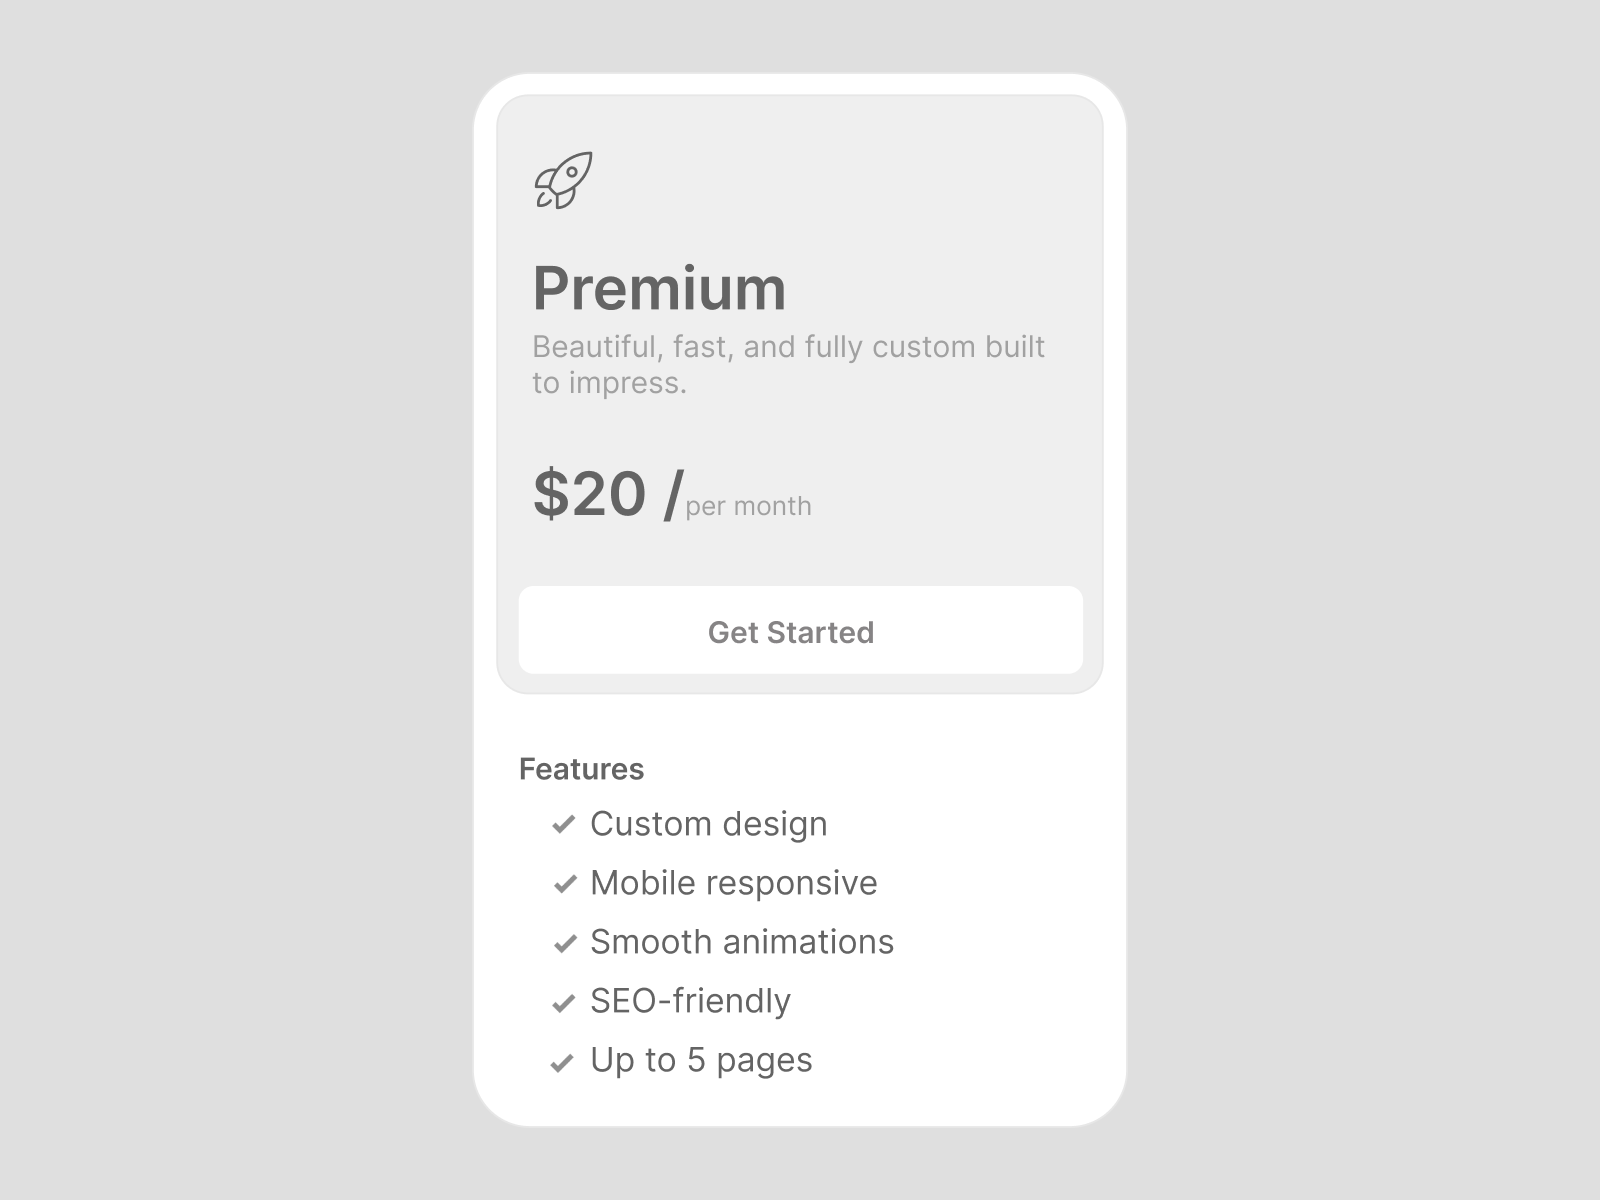 Premium
Beautiful, fast, and fully custom built
to impress.
$20 /per month
Get Started
Features
Custom design
Mobile responsive
Smooth animations
SEO-friendly
Up to 5 pages